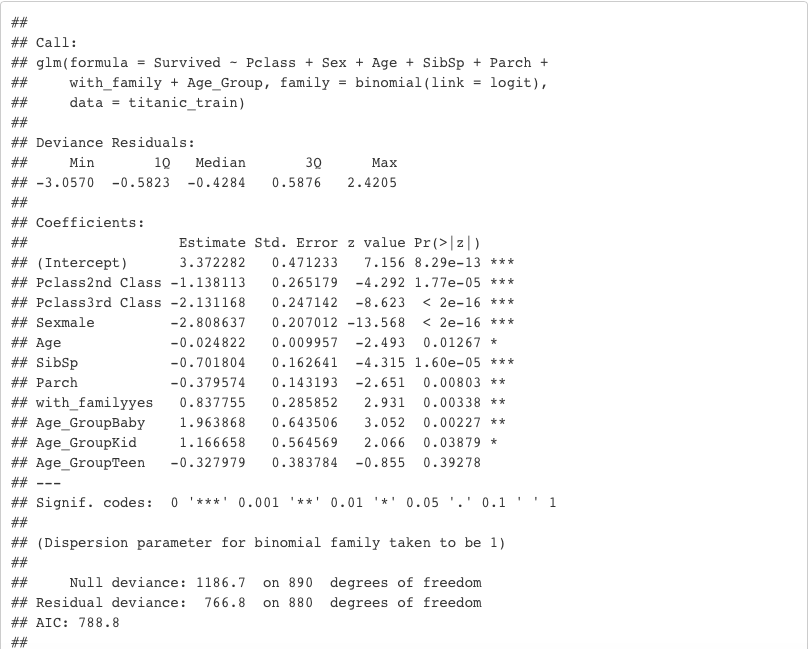 ##
## Call:
## glm(formula = Survived ~ Pclass + Sex + Age + SibSp + Parch +
##     with_family + Age_Group, family = binomial(link = logit),
##     data = titanic_train)
##
## Deviance Residuals:
##     Min       1Q   Median       3Q      Max
## -3.0570  -0.5823  -0.4284   0.5876   2.4205
##
## Coefficients:
##                  Estimate Std. Error z value Pr(>|z|)
## (Intercept)      3.372282   0.471233   7.156 8.29e-13 ***
## Pclass2nd Class -1.138113   0.265179  -4.292 1.77e-05 ***
## Pclass3rd Class -2.131168   0.247142  -8.623  < 2e-16 ***
## Sexmale         -2.808637   0.207012 -13.568  < 2e-16 ***
## Age             -0.024822   0.009957  -2.493  0.01267 *
## SibSp           -0.701804   0.162641  -4.315 1.60e-05 ***
## Parch           -0.379574   0.143193  -2.651  0.00803 **
## with_familyyes   0.837755   0.285852   2.931  0.00338 **
## Age_GroupBaby    1.963868   0.643506   3.052  0.00227 **
## Age_GroupKid     1.166658   0.564569   2.066  0.03879 *
## Age_GroupTeen   -0.327979   0.383784  -0.855  0.39278
## ---
## Signif. codes:  0 '***' 0.001 '**' 0.01 '*' 0.05 '.' 0.1 ' ' 1
##
## (Dispersion parameter for binomial family taken to be 1)
##
##     Null deviance: 1186.7  on 890  degrees of freedom
## Residual deviance:  766.8  on 880  degrees of freedom
## AIC: 788.8
##